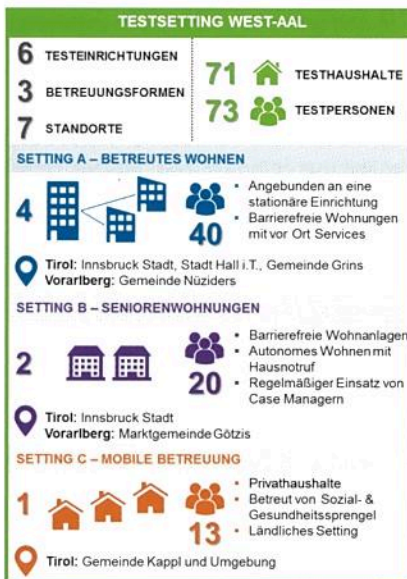 TESTSETTING WEST-AAL
6 TESTEINRICHTUNGEN
3 BETREUUNGSFORMEN
7 STANDORTE
71 TESTHAUSHALTE
73 TESTPERSONEN
SETTING A – BETREUTES WOHNEN
4
40
▪ Angebunden an eine
stationäre Einrichtung
▪ Barrierefreie Wohnungen
mit vor Ort Services
Tirol: Innsbruck Stadt, Stadt Hall i.T., Gemeinde Grins
Vorarlberg: Gemeinde Nüziders
SETTING B – SENIORENWOHNUNGEN
2
20
▪ Barrierefreie Wohnanlagen
▪ Autonomes Wohnen mit
Hausnotruf
▪ Regelmäßiger Einsatz von
Case Managern
Tirol: Innsbruck Stadt
Vorarlberg: Marktgemeinde Götzis
SETTING C – MOBILE BETREUUNG
1
13
▪ Privathaushalte
▪ Betreut von Sozial- &
Gesundheitssprengel
▪ Ländliches Setting
Tirol: Gemeinde Kappl und Umgebung